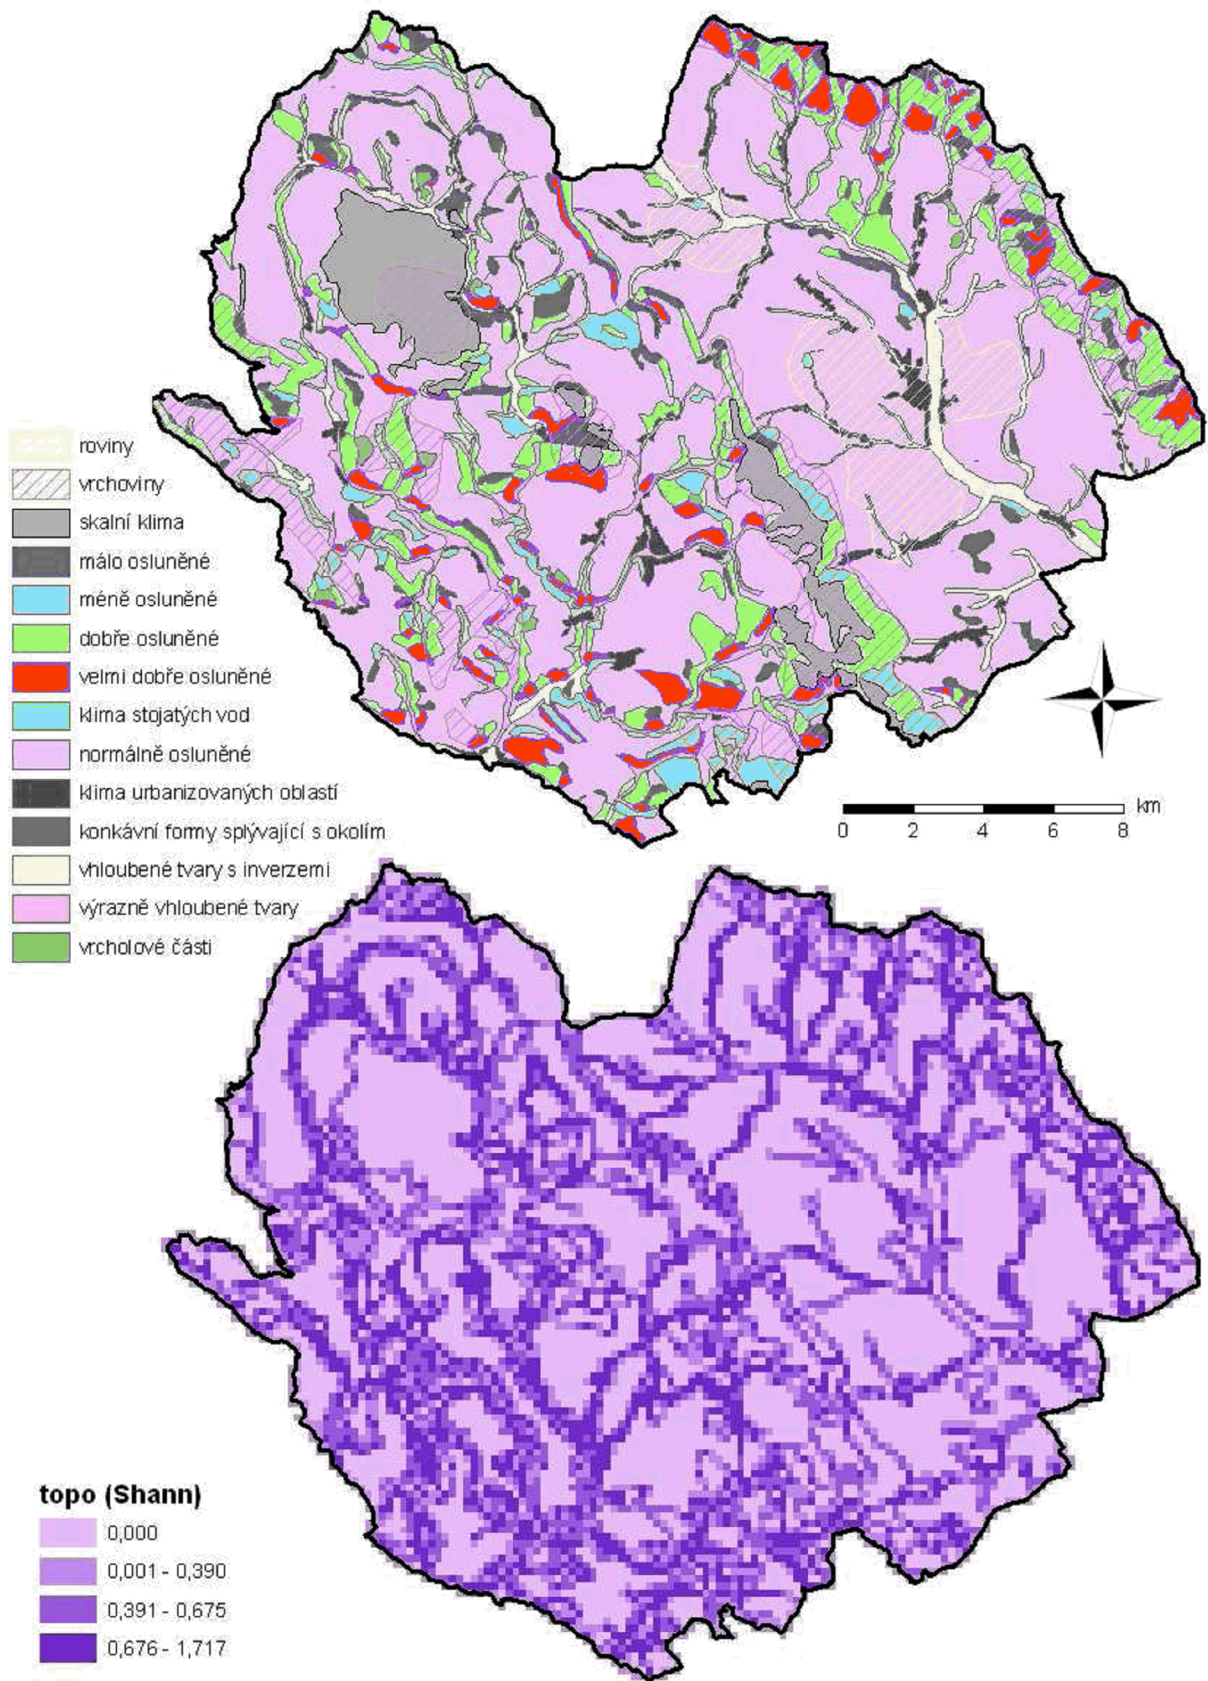 roviny
vrchoviny
skalní klima
málo osluněné
méně osluněné
dobře osluněné
velmi dobře osluněné
klima stojatých vod
normálně osluněné
klima urbanizovaných oblastí
konkávní formy splývající s okolím
vhloubené tvary s inverzemi
výrazně vhloubené tvary
vrcholové části
km
0 2 4 6 8
topo (Shann)
0,000
0,001 - 0,390
0,391 - 0,675
0,676 - 1,717